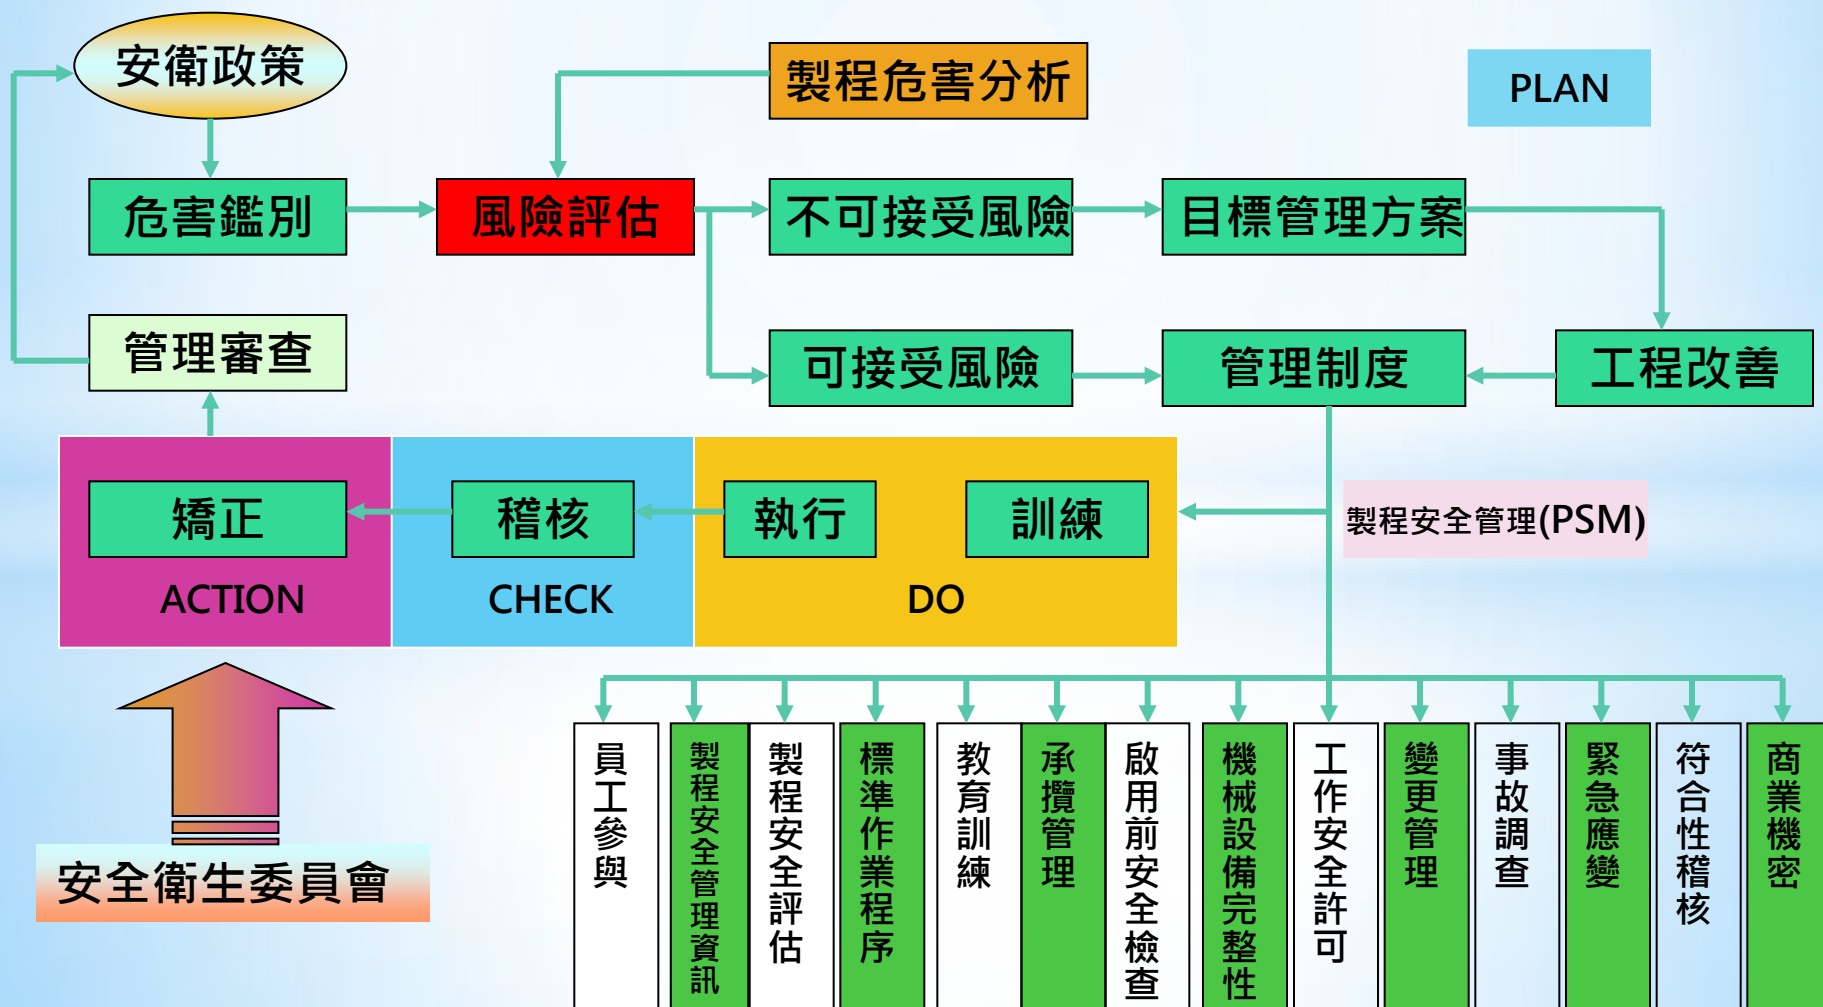 安衛政策
製程危害分析
PLAN
危害鑑別
風險評估
不可接受風險
目標管理方案
管理審查
可接受風險
管理制度
工程改善
矯正
稽核
執行
訓練
製程安全管理(PSM)
ACTION
CHECK
DO
安全衛生委員會
員工參與
製程安全管理資訊
製程安全評估
標準作業程序
教育訓練
承攬管理
啟用前安全檢查
機械設備完整性
工作安全許可
變更管理
事故調查
緊急應變
符合性稽核
商業機密